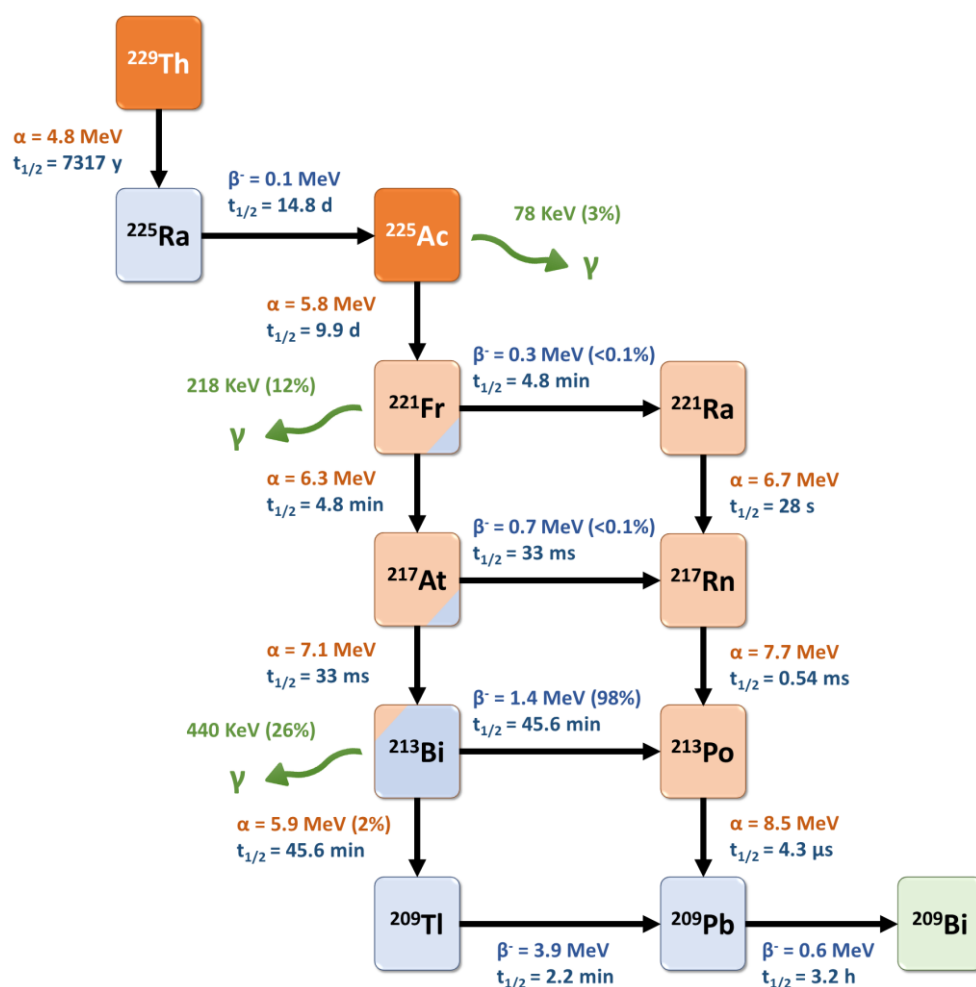 ²²⁹Th
α = 4.8 MeV
t₁/₂ = 7317 y
β⁻ = 0.1 MeV
t₁/₂ = 14.8 d
²²⁵Ra
²²⁵Ac
78 KeV (3%)
γ
α = 5.8 MeV
t₁/₂ = 9.9 d
218 KeV (12%)
γ
²²¹Fr
β⁻ = 0.3 MeV (<0.1%)
t₁/₂ = 4.8 min
²²¹Ra
α = 6.3 MeV
t₁/₂ = 4.8 min
α = 6.7 MeV
t₁/₂ = 28 s
²¹⁷At
β⁻ = 0.7 MeV (<0.1%)
t₁/₂ = 33 ms
²¹⁷Rn
α = 7.1 MeV
t₁/₂ = 33 ms
α = 7.7 MeV
t₁/₂ = 0.54 ms
440 KeV (26%)
γ
²¹³Bi
β⁻ = 1.4 MeV (98%)
t₁/₂ = 45.6 min
²¹³Po
α = 5.9 MeV (2%)
t₁/₂ = 45.6 min
α = 8.5 MeV
t₁/₂ = 4.3 µs
²⁰⁹Tl
β⁻ = 3.9 MeV
t₁/₂ = 2.2 min
²⁰⁹Pb
β⁻ = 0.6 MeV
t₁/₂ = 3.2 h
²⁰⁹Bi